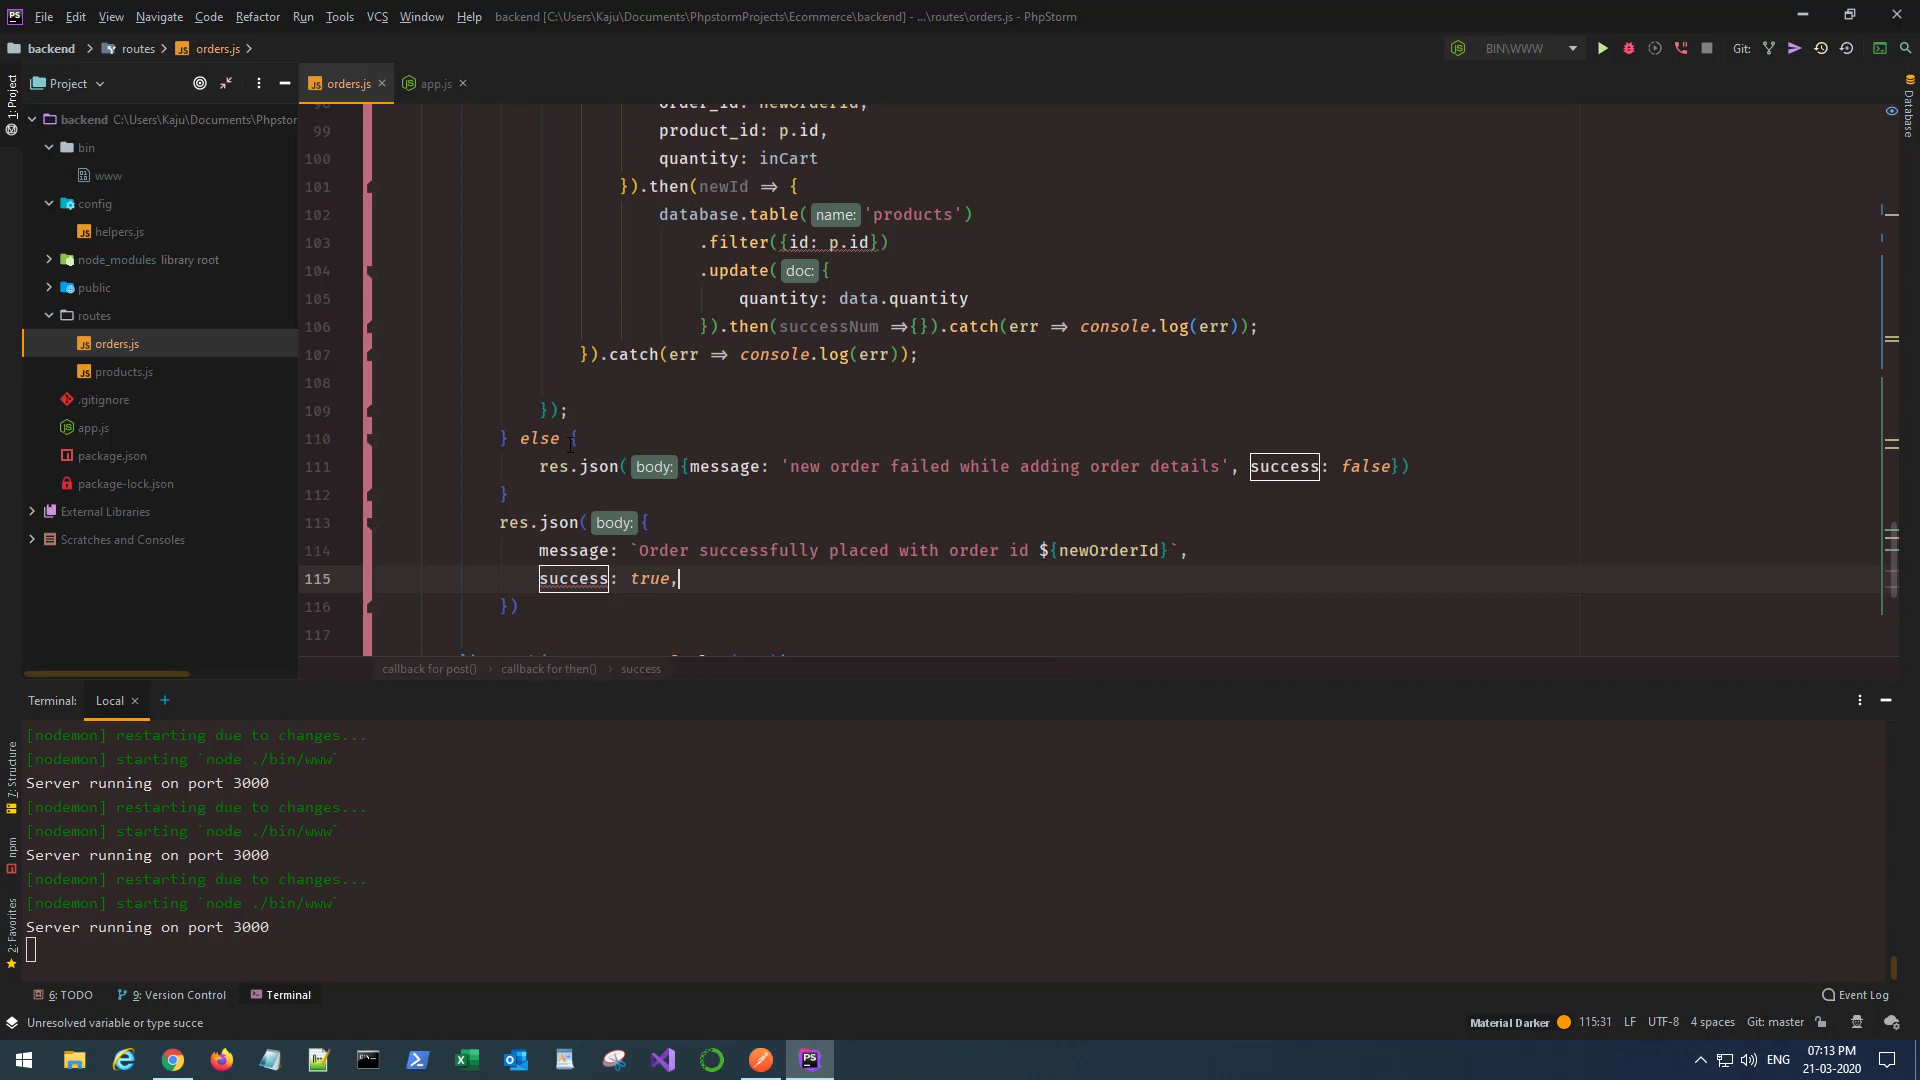 File Edit View Navigate Code Refactor Run Tools VCS Window Help backend [C:\Users\Kaju\Documents\PhpstormProjects\Ecommerce\backend] - ...\routes\orders.js - PhpStorm
backend routes orders.js BIN\WWW Git:
Project orders.js app.js
1: Project
Database
backend C:\Users\Kaju\Documents\Phpstor
bin
www
config
helpers.js
node_modules library root
public
routes
orders.js
products.js
.gitignore
app.js
package.json
package-lock.json
External Libraries
Scratches and Consoles
98 order_id: newOrderId,
99 product_id: p.id,
100 quantity: inCart
101 }).then(newId => {
102 database.table( name: 'products')
103 .filter({id: p.id})
104 .update( doc: {
105 quantity: data.quantity
106 }).then(successNum =>{}).catch(err => console.log(err));
107 }).catch(err => console.log(err));
108
109 });
110 } else {
111 res.json( body: {message: 'new order failed while adding order details', success: false})
112 }
113 res.json( body: {
114 message: `Order successfully placed with order id ${newOrderId}`,
115 success: true,
116 })
117
callback for post() callback for then() success
Terminal: Local +
[nodemon] restarting due to changes...
[nodemon] starting `node ./bin/www`
Server running on port 3000
[nodemon] restarting due to changes...
[nodemon] starting `node ./bin/www`
Server running on port 3000
[nodemon] restarting due to changes...
[nodemon] starting `node ./bin/www`
Server running on port 3000
7: Structure
npm
2: Favorites
6: TODO 9: Version Control Terminal Event Log
Unresolved variable or type succe Material Darker 115:31 LF UTF-8 4 spaces Git: master
ENG 07:13 PM
21-03-2020